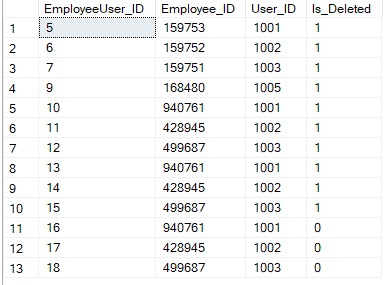 EmployeeUser_ID Employee_ID User_ID Is_Deleted
1 5 159753 1001 1
2 6 159752 1002 1
3 7 159751 1003 1
4 9 168480 1005 1
5 10 940761 1001 1
6 11 428945 1002 1
7 12 499687 1003 1
8 13 940761 1001 1
9 14 428945 1002 1
10 15 499687 1003 1
11 16 940761 1001 0
12 17 428945 1002 0
13 18 499687 1003 0